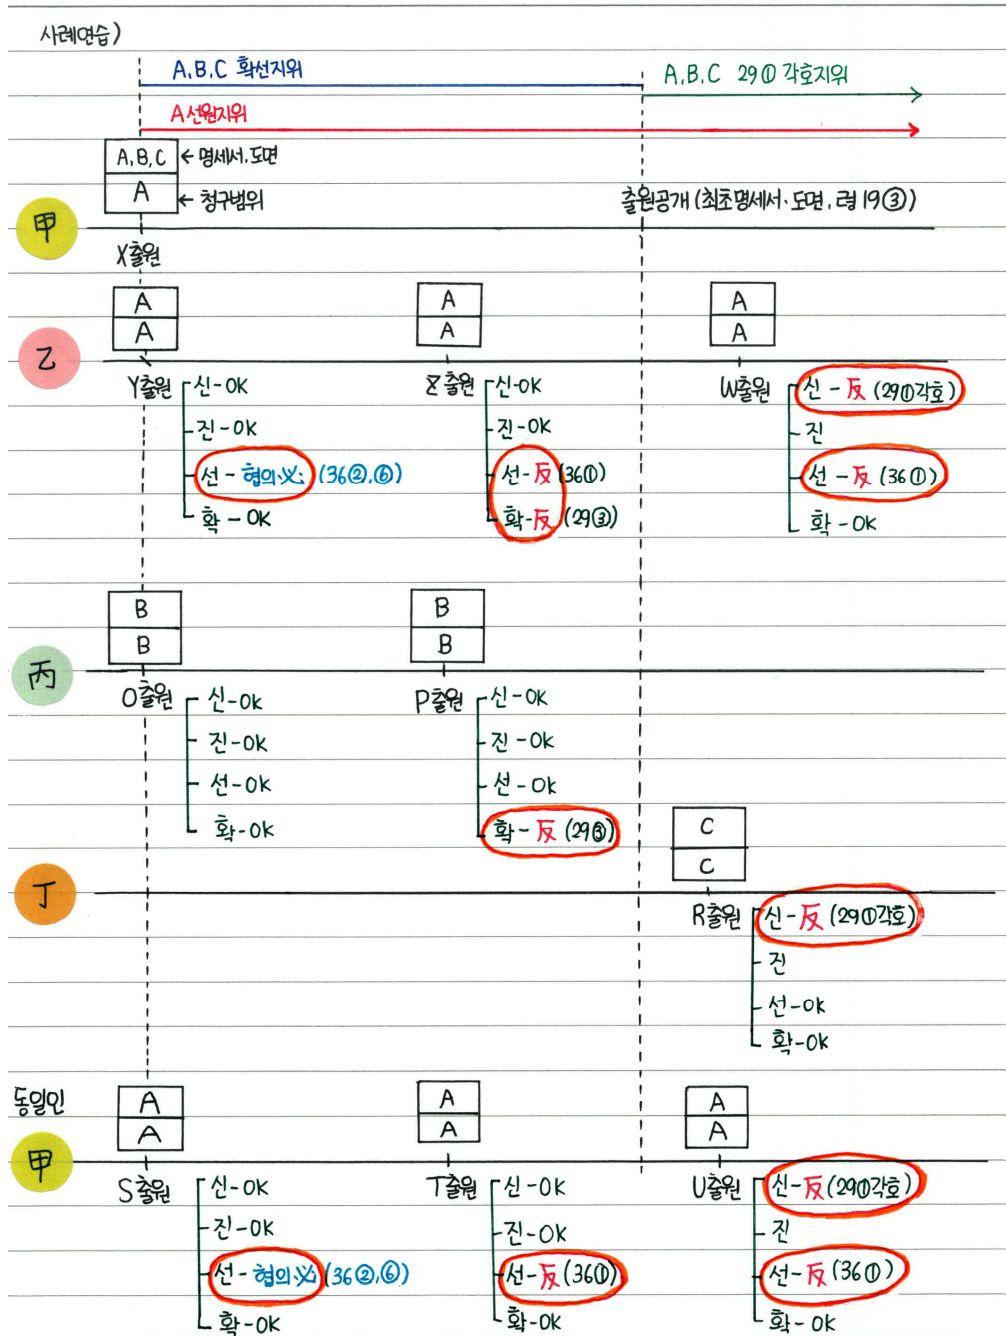 사례연습)
A,B,C 확선지위
A,B,C 29① 각호지위
A선원지위
A,B,C ← 명세서.도면
A ← 청구범위
출원공개 (최초명세서·도면, 령 19③)
甲
X출원
A
A
A
A
A
A
乙
Y출원
신-OK
진-OK
선-협의必 (36②,⑥)
확-OK
Z출원
신-OK
진-OK
선-反 (36①)
확-反 (29③)
W출원
신-反 (29①각호)
진
선-反 (36①)
확-OK
B
B
B
B
丙
O출원
신-OK
진-OK
선-OK
확-OK
P출원
신-OK
진-OK
선-OK
확-反 (29③)
C
C
丁
R출원
신-反 (29①각호)
진
선-OK
확-OK
동일인
A
A
A
A
A
A
甲
S출원
신-OK
진-OK
선-협의必 (36②,⑥)
확-OK
T출원
신-OK
진-OK
선-反 (36①)
확-OK
U출원
신-反 (29①각호)
진
선-反 (36①)
확-OK